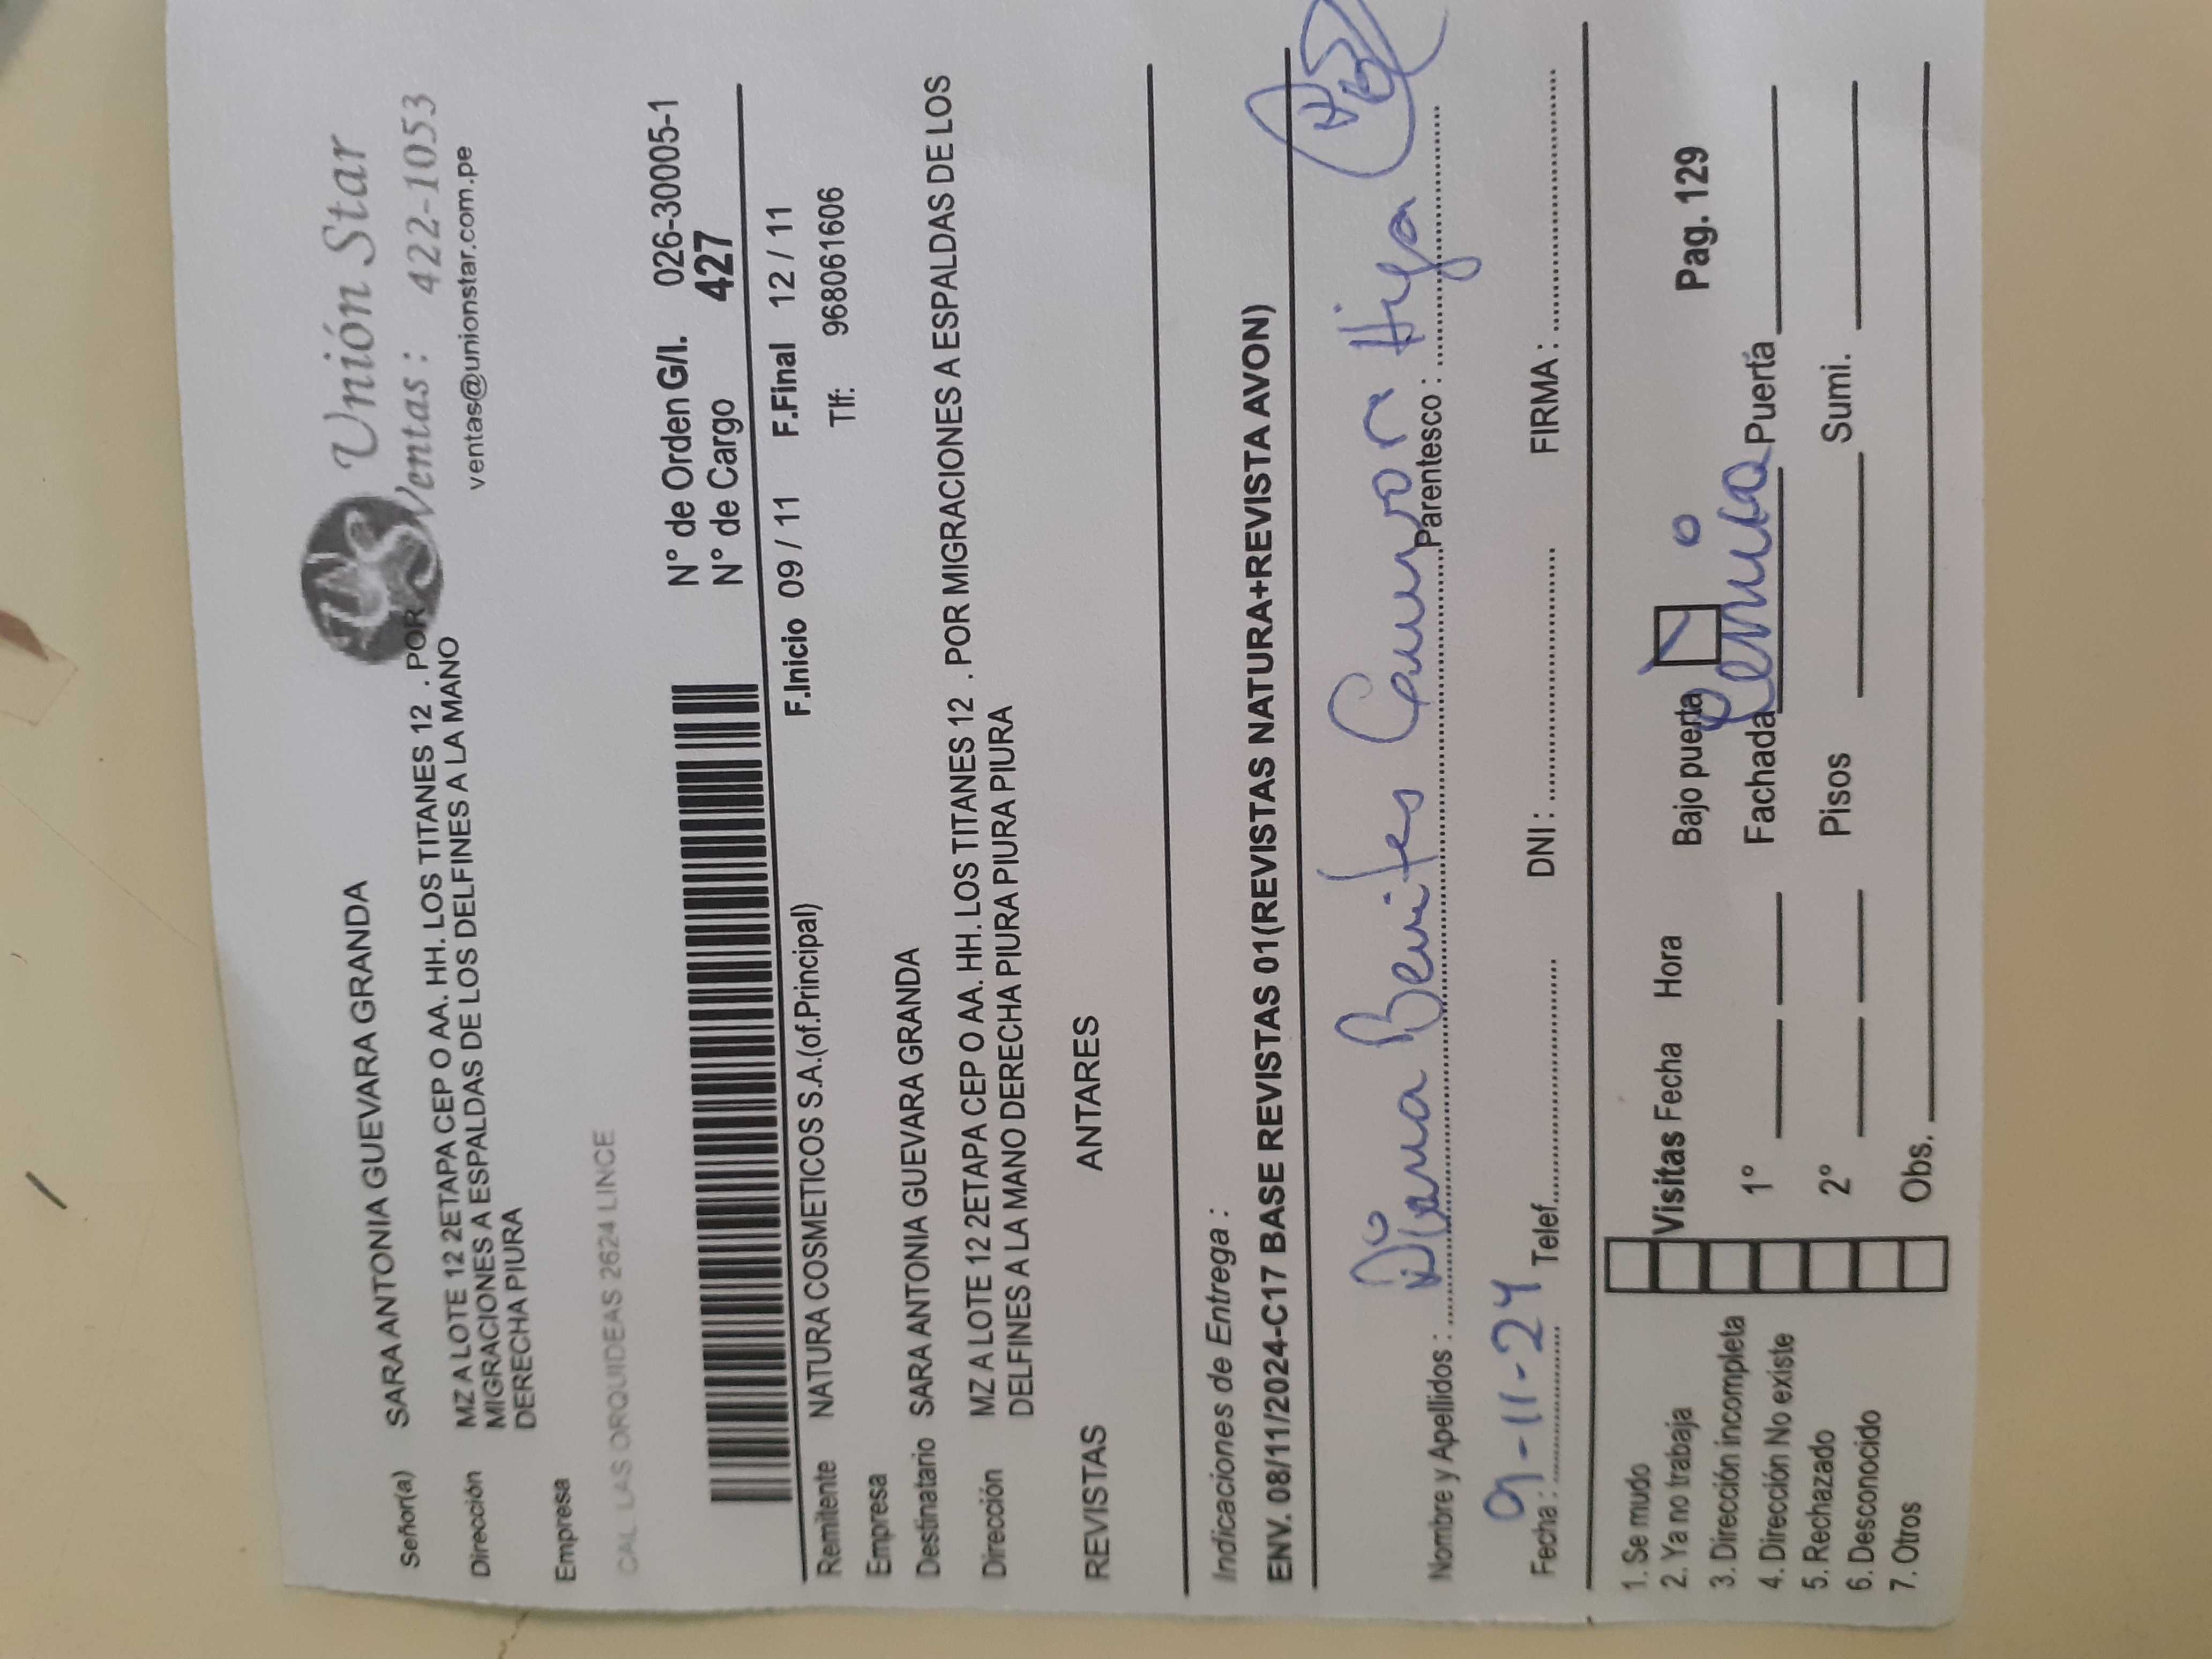 Unión Star
Ventas : 422-1053
ventas@unionstar.com.pe
Señor(a) SARA ANTONIA GUEVARA GRANDA
Dirección MZ A LOTE 12 2ETAPA CEP O AA. HH. LOS TITANES 12 . POR
MIGRACIONES A ESPALDAS DE LOS DELFINES A LA MANO
DERECHA PIURA
Empresa
CAL LAS ORQUIDEAS 2624 LINCE
N° de Orden G/I. 026-30005-1
N° de Cargo 427
F.Inicio 09 / 11 F.Final 12 / 11
Remitente NATURA COSMETICOS S.A.(of.Principal) Tlf: 968061606
Empresa
Destinatario SARA ANTONIA GUEVARA GRANDA
Dirección MZ A LOTE 12 2ETAPA CEP O AA. HH. LOS TITANES 12 . POR MIGRACIONES A ESPALDAS DE LOS
DELFINES A LA MANO DERECHA PIURA PIURA PIURA
REVISTAS ANTARES
Indicaciones de Entrega :
ENV. 08/11/2024-C17 BASE REVISTAS 01(REVISTAS NATURA+REVISTA AVON)
Nombre y Apellidos : Diana Benites Parentesco : Hija
Fecha : 9-11-24 Telef. DNI : FIRMA :
1. Se mudo
2. Ya no trabaja
3. Dirección incompleta
4. Dirección No existe
5. Rechazado
6. Desconocido
7. Otros
Visitas Fecha Hora Bajo puerta Pag. 129
1° Fachada Puerta
2° Pisos Sumi.
Obs.